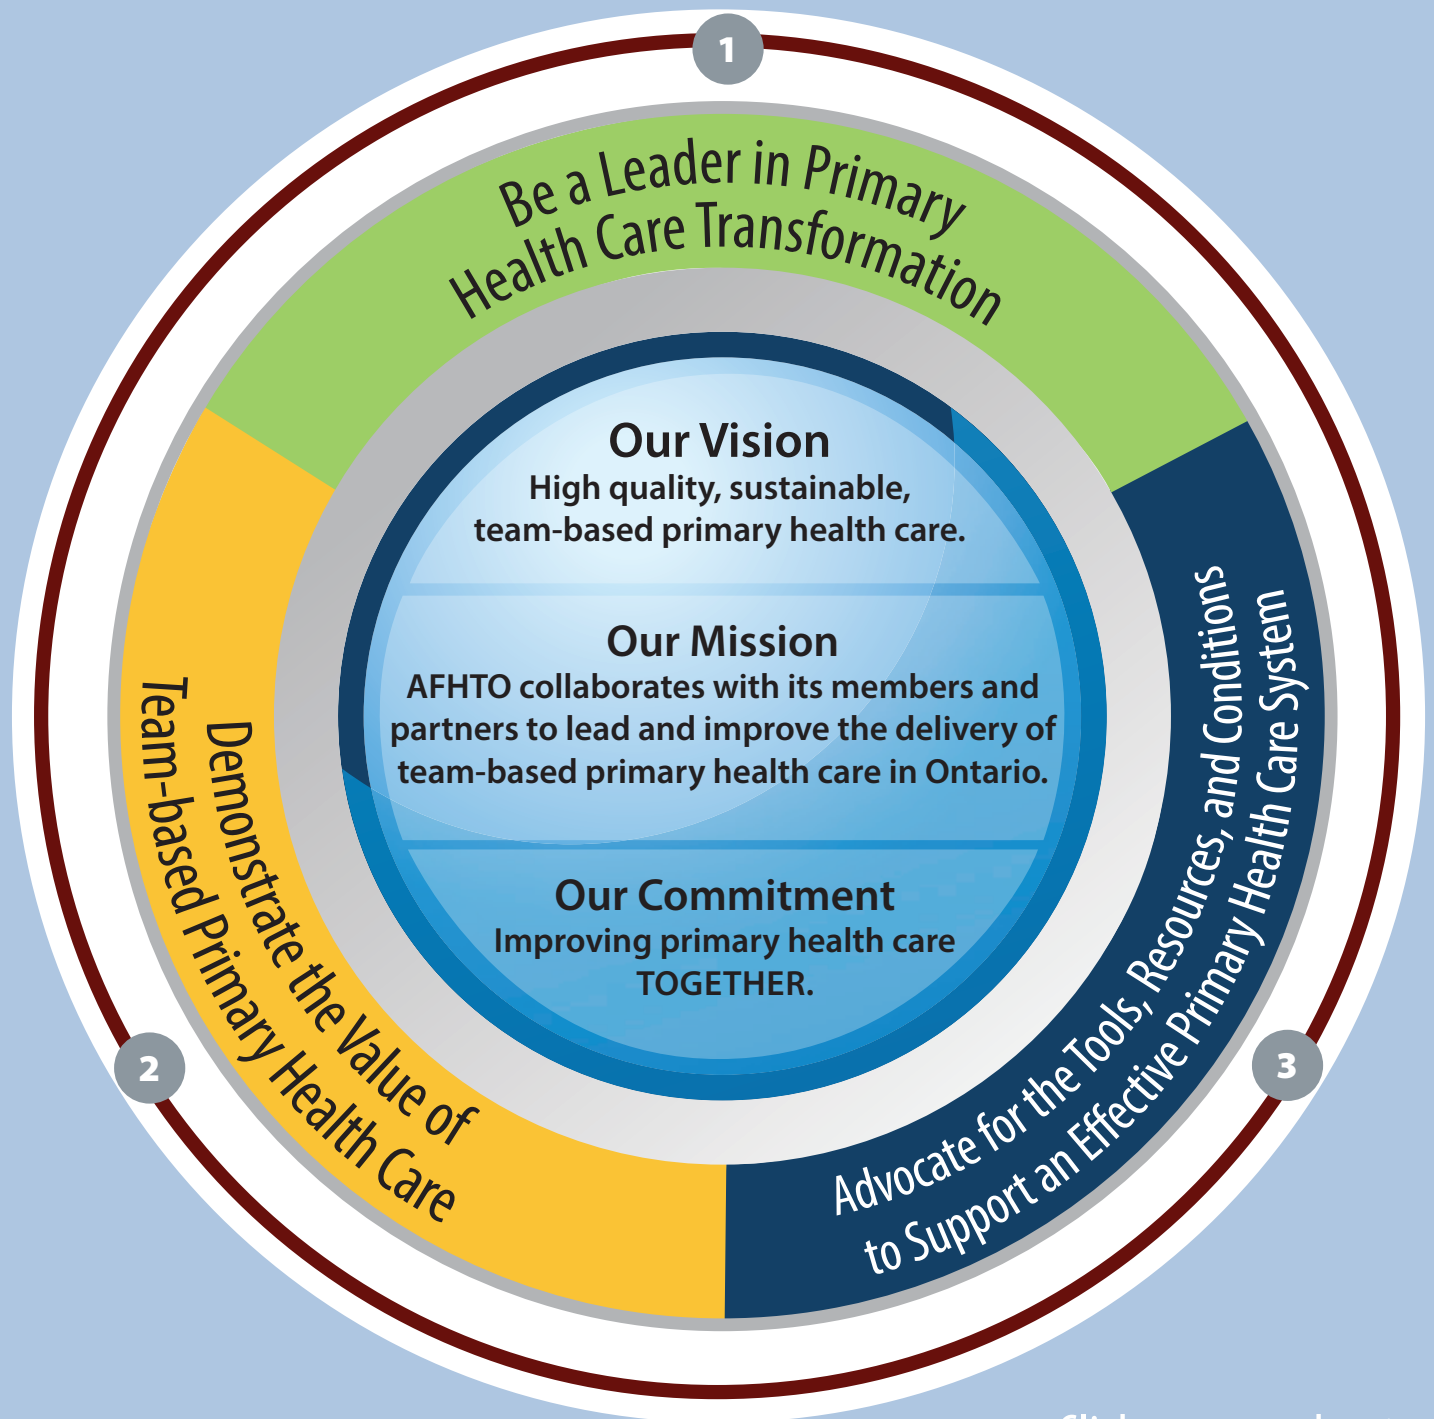 1
Be a Leader in Primary
Health Care Transformation
Our Vision
High quality, sustainable,
team-based primary health care.
Our Mission
AFHTO collaborates with its members and
partners to lead and improve the delivery of
team-based primary health care in Ontario.
Our Commitment
Improving primary health care
TOGETHER.
2
Demonstrate the Value of
Team-based Primary Health Care
3
Advocate for the Tools, Resources, and Conditions
to Support an Effective Primary Health Care System